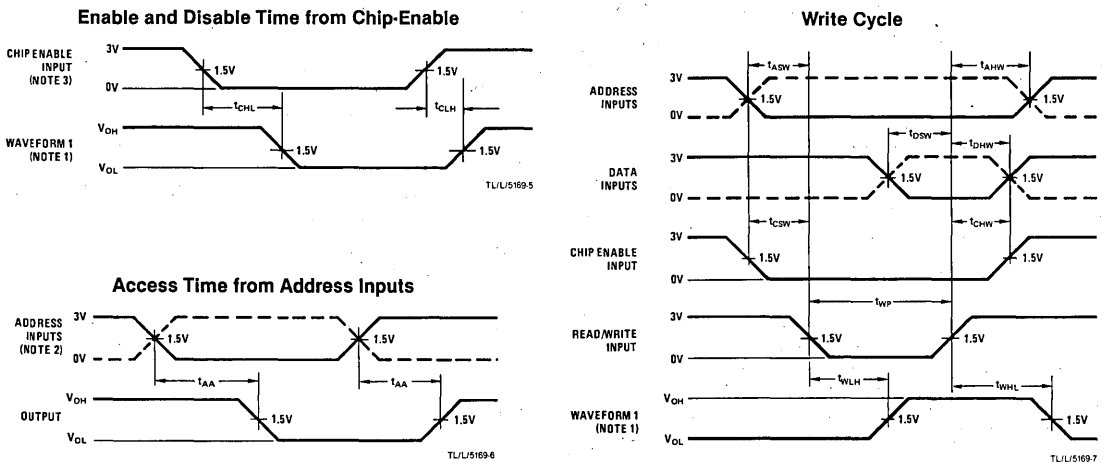 Enable and Disable Time from Chip-Enable
CHIP ENABLE
INPUT
(NOTE 3)
3V
0V
1.5V
1.5V
tCHL
tCLH
WAVEFORM 1
(NOTE 1)
VOH
VOL
1.5V
1.5V
TL/L/5169-5
Access Time from Address Inputs
ADDRESS
INPUTS
(NOTE 2)
3V
0V
1.5V
1.5V
tAA
tAA
OUTPUT
VOH
VOL
1.5V
1.5V
TL/L/5169-6
Write Cycle
tASW
tAHW
ADDRESS
INPUTS
3V
0V
1.5V
1.5V
tDSW
tDHW
DATA
INPUTS
3V
0V
1.5V
1.5V
tCSW
tCHW
CHIP ENABLE
INPUT
3V
0V
1.5V
1.5V
tWP
READ/WRITE
INPUT
3V
0V
1.5V
1.5V
tWLH
tWHL
WAVEFORM 1
(NOTE 1)
VOH
VOL
1.5V
1.5V
TL/L/5169-7